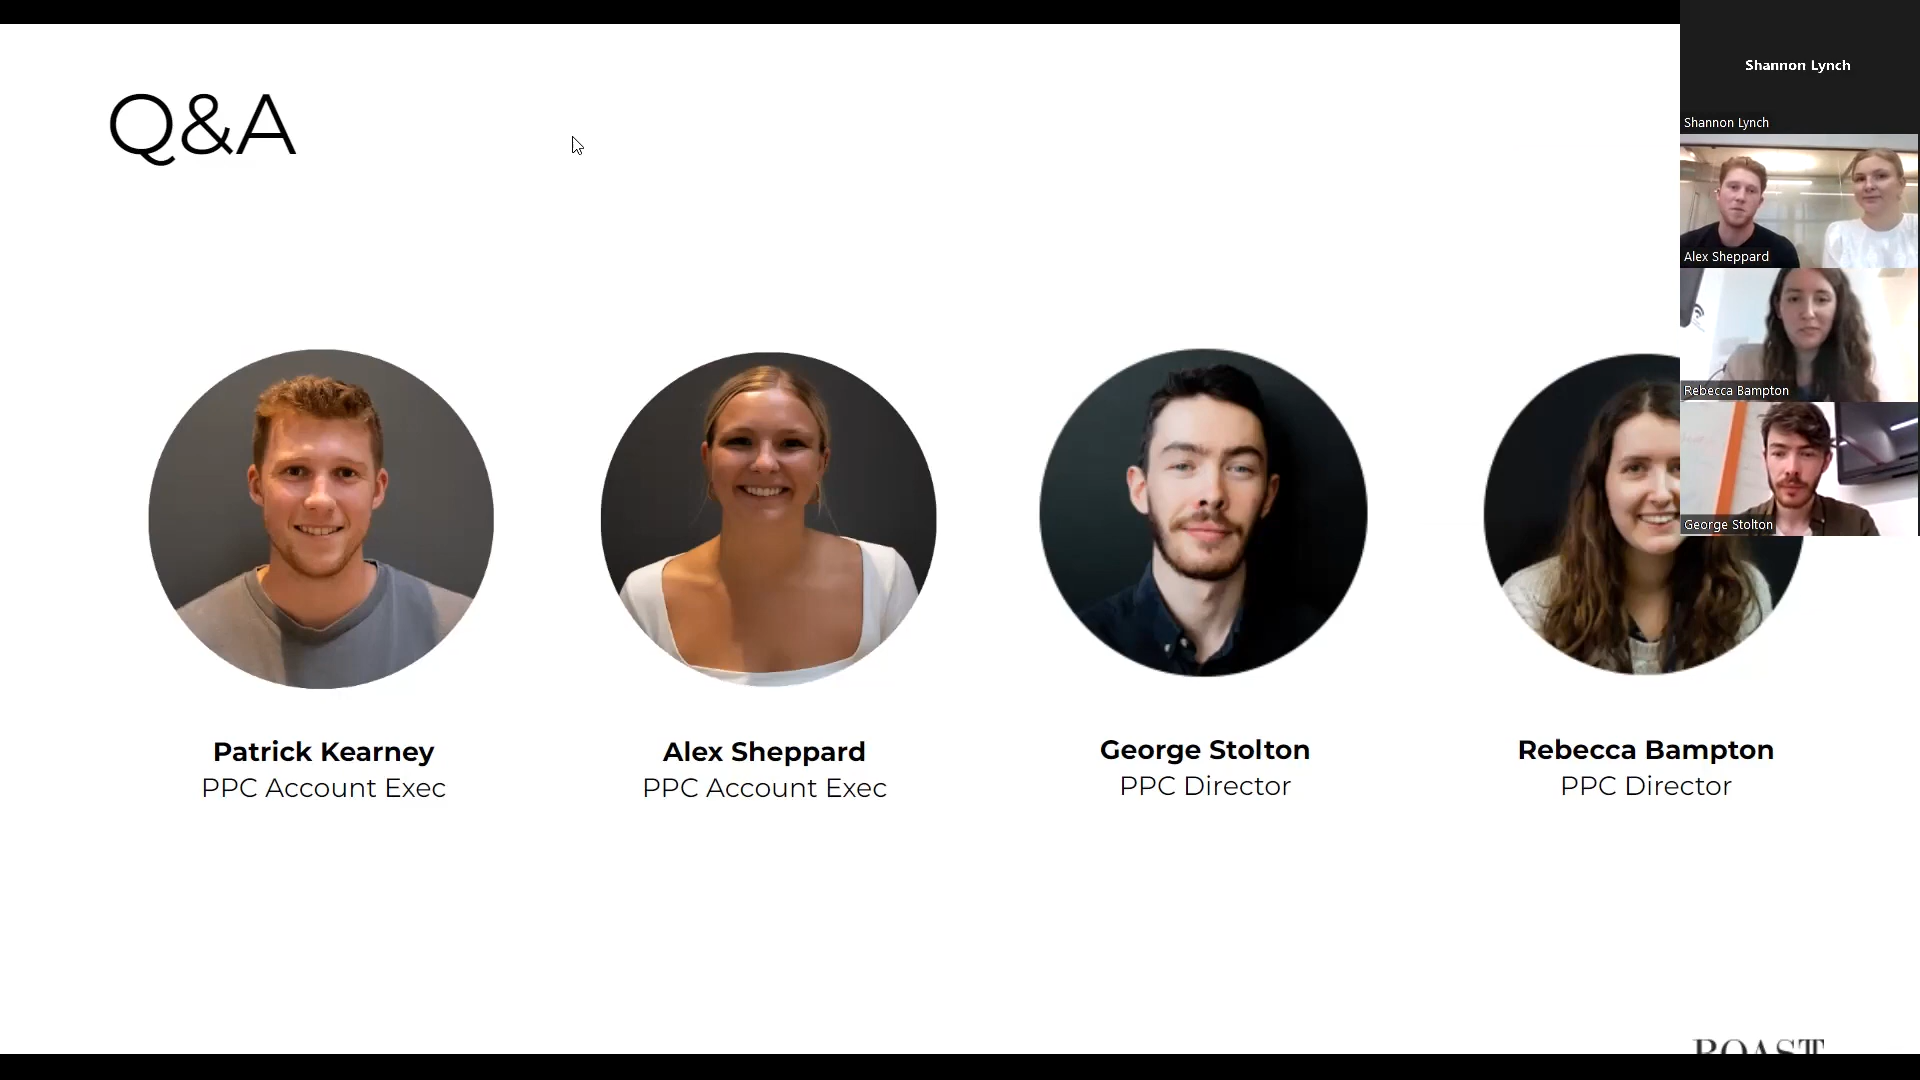 Q&A
Shannon Lynch
Shannon Lynch
Alex Sheppard
Rebecca Bampton
George Stolton
Patrick Kearney
PPC Account Exec
Alex Sheppard
PPC Account Exec
George Stolton
PPC Director
Rebecca Bampton
PPC Director
ROAST